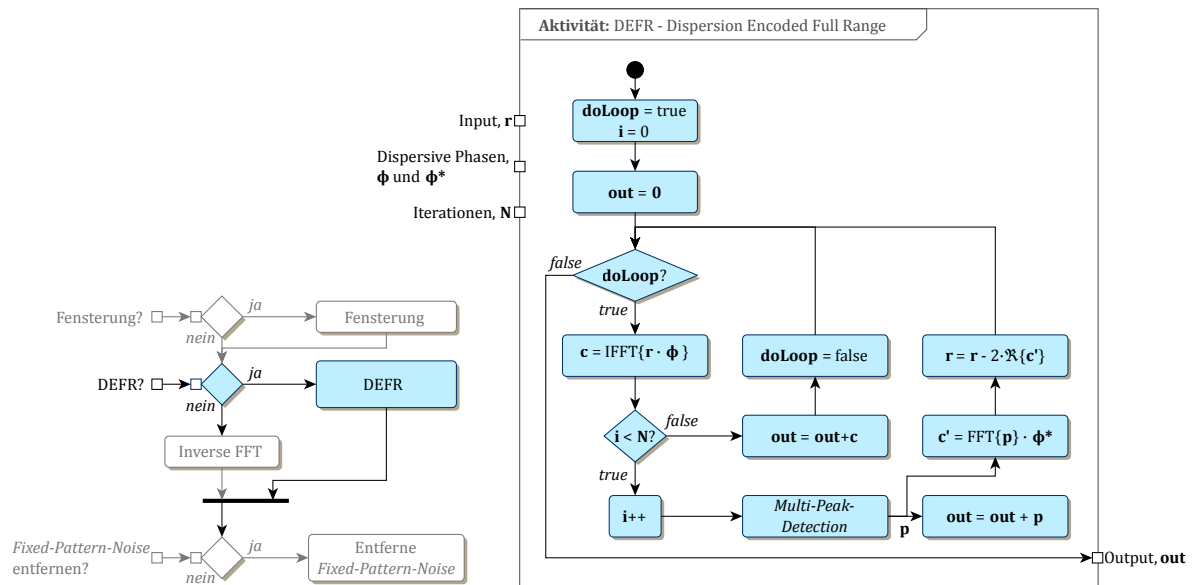 Aktivität: DEFR - Dispersion Encoded Full Range
doLoop = true
i = 0
Input, r
Dispersive Phasen,
ϕ und ϕ*
out = 0
Iterationen, N
false
doLoop?
true
c = IFFT{r · ϕ }
doLoop = false
r = r - 2·ℜ{c'}
i < N?
false
out = out+c
c' = FFT{p} · ϕ*
true
i++
Multi-Peak-
Detection
p
out = out + p
Output, out
Fensterung?
ja
Fensterung
nein
DEFR?
ja
DEFR
nein
Inverse FFT
Fixed-Pattern-Noise
entfernen?
ja
Entferne
Fixed-Pattern-Noise
nein